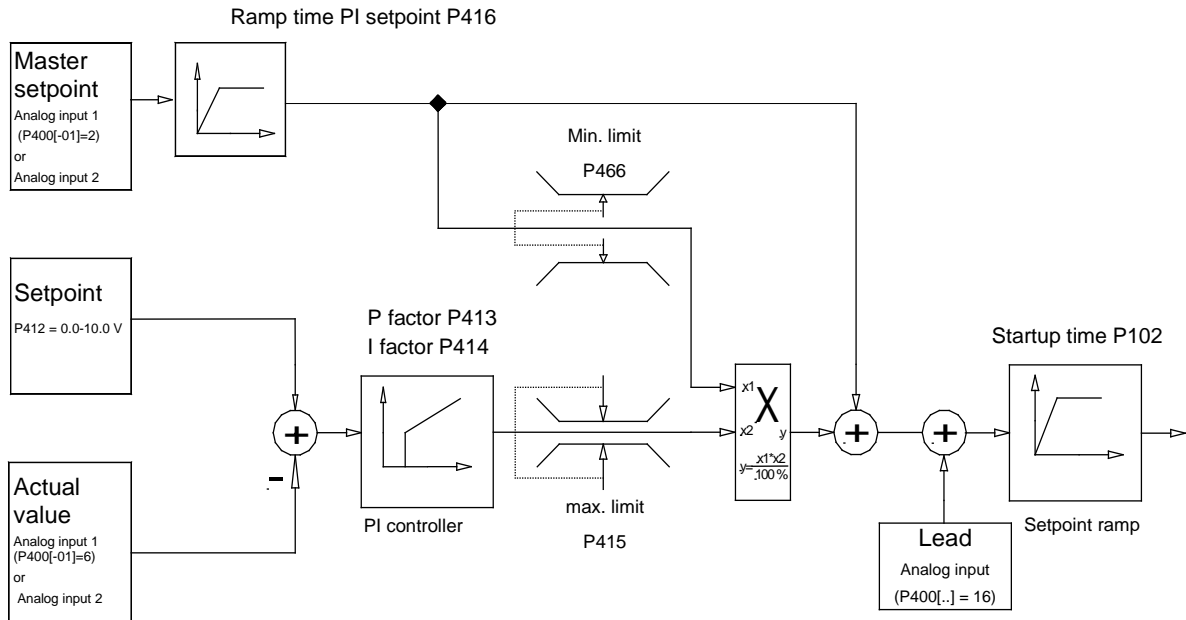 Ramp time PI setpoint P416
Master
setpoint
Analog input 1
(P400[-01]=2)
or
Analog input 2
Min. limit
P466
Setpoint
P412 = 0.0-10.0 V
P factor P413
I factor P414
Startup time P102
x1
X
x2
y
y=x1*x2
100 %
+
+
+
-
Actual
value
Analog input 1
(P400[-01]=6)
or
Analog input 2
PI controller
max. limit
P415
Setpoint ramp
Lead
Analog input
(P400[..] = 16)